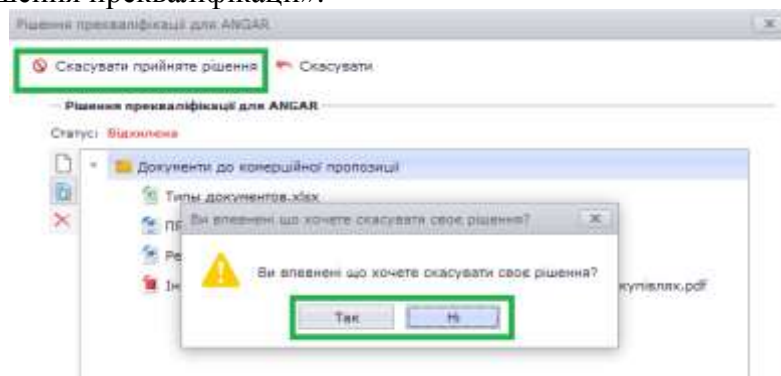 прекваліфікації».
Рішення прекваліфікації для ANGAR
Скасувати прийняте рішення Скасувати
Рішення прекваліфікації для ANGAR
Статус: Відхилена
Документи до комерційної пропозиції
Типы документов.xlsx
Ви впевнені що хочете скасувати своє рішення?
Ви впевнені що хочете скасувати своє рішення?
Так Ні